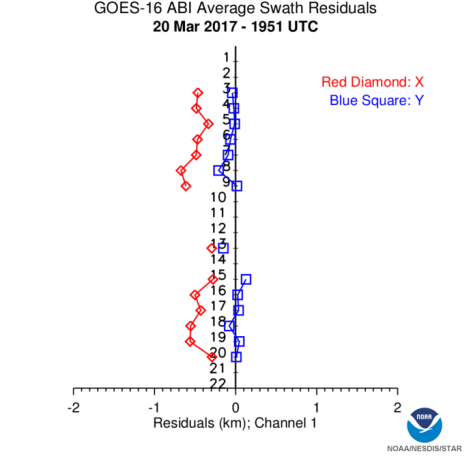 GOES-16 ABI Average Swath Residuals
20 Mar 2017 - 1951 UTC
Red Diamond: X
Blue Square: Y
1
2
3
4
5
6
7
8
9
10
11
12
13
14
15
16
17
18
19
20
21
22
-2 -1 0 1 2
Residuals (km); Channel 1
NOAA
NOAA/NESDIS/STAR